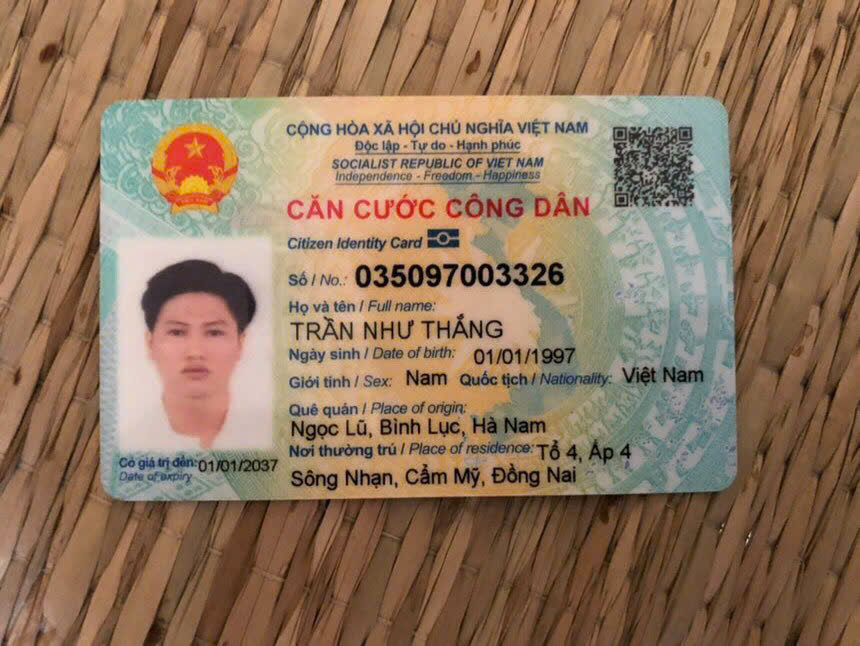 CỘNG HÒA XÃ HỘI CHỦ NGHĨA VIỆT NAM
Độc lập - Tự do - Hạnh phúc
SOCIALIST REPUBLIC OF VIET NAM
Independence - Freedom - Happiness
CĂN CƯỚC CÔNG DÂN
Citizen Identity Card
Số / No.: 035097003326
Họ và tên / Full name:
TRẦN NHƯ THẮNG
Ngày sinh / Date of birth: 01/01/1997
Giới tính / Sex: Nam Quốc tịch / Nationality: Việt Nam
Quê quán / Place of origin:
Ngọc Lũ, Bình Lục, Hà Nam
Nơi thường trú / Place of residence: Tổ 4, Ấp 4
Sông Nhạn, Cẩm Mỹ, Đồng Nai
Có giá trị đến: 01/01/2037
Date of expiry